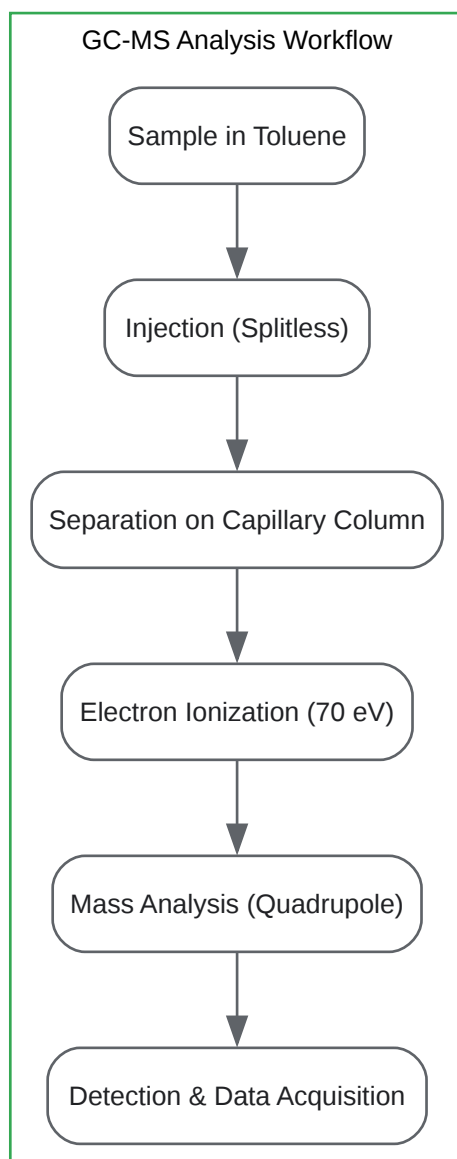 GC-MS Analysis Workflow
Sample in Toluene
Injection (Splitless)
Separation on Capillary Column
Electron Ionization (70 eV)
Mass Analysis (Quadrupole)
Detection & Data Acquisition